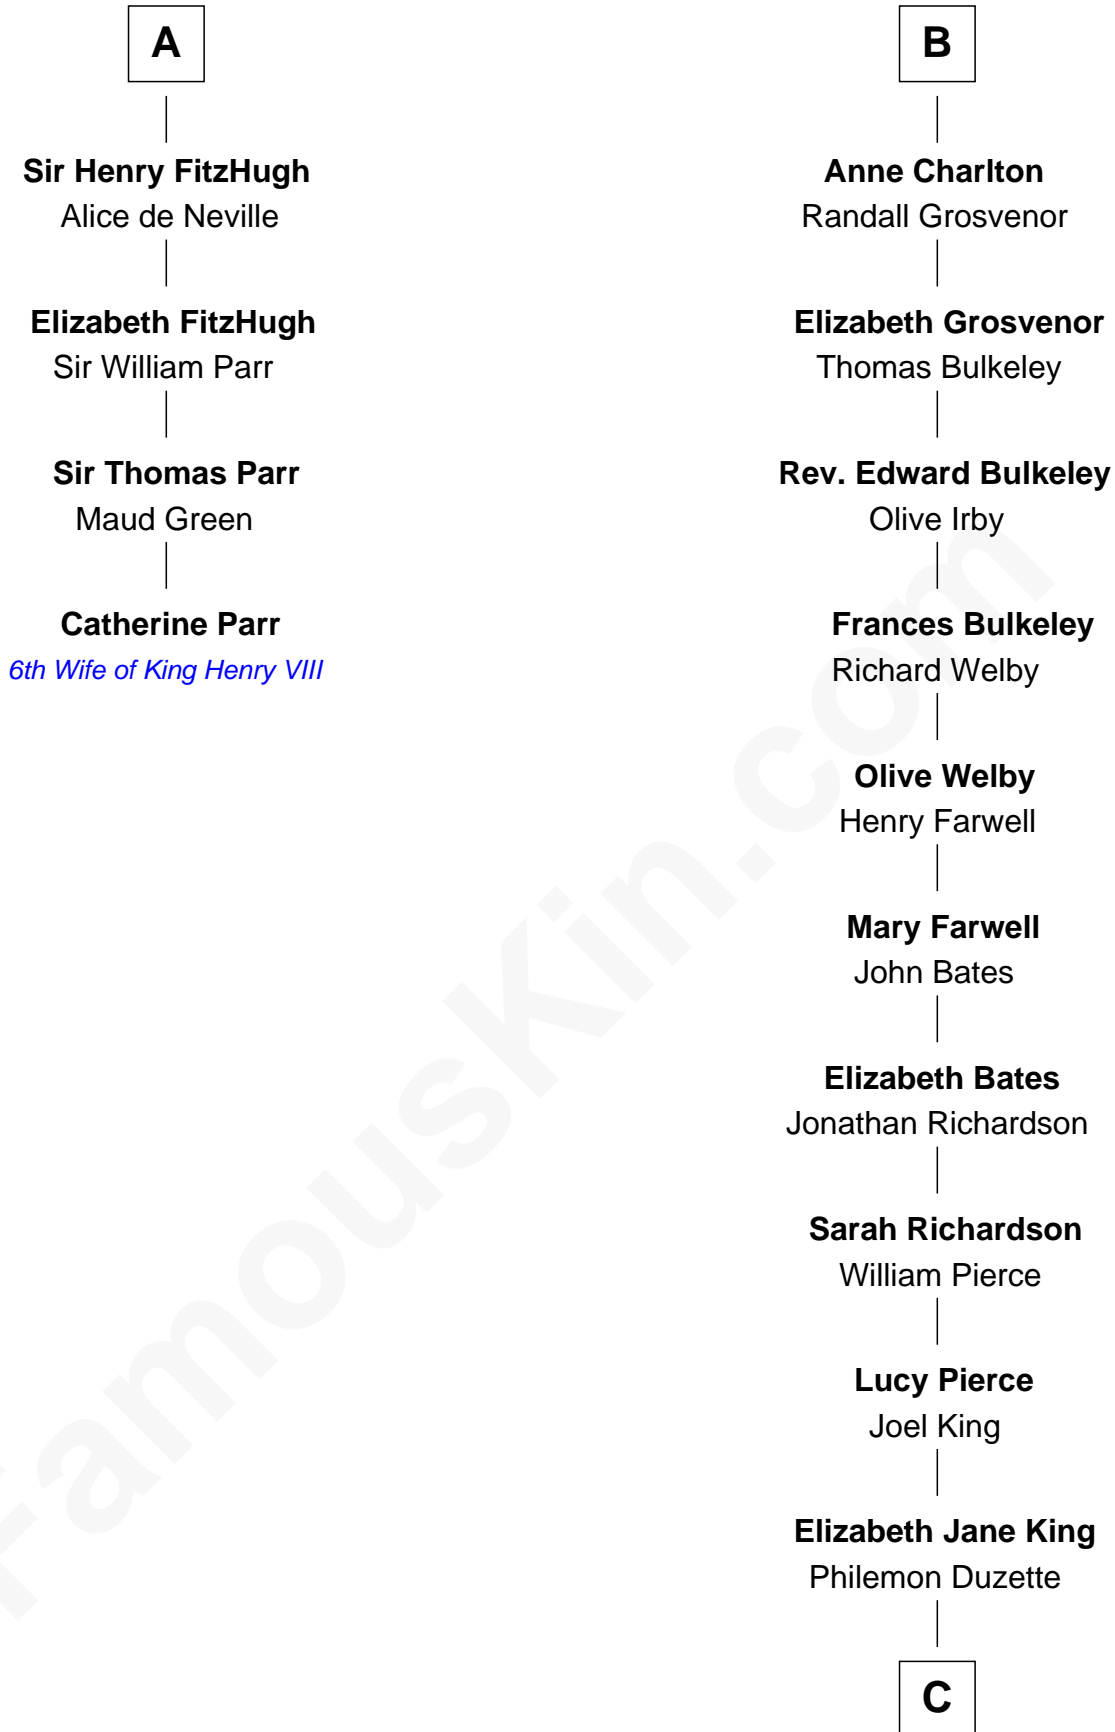 A
Sir Henry FitzHugh
Alice de Neville
Elizabeth FitzHugh
Sir William Parr
Sir Thomas Parr
Maud Green
Catherine Parr
6th Wife of King Henry VIII
B
Anne Charlton
Randall Grosvenor
Elizabeth Grosvenor
Thomas Bulkeley
Rev. Edward Bulkeley
Olive Irby
Frances Bulkeley
Richard Welby
Olive Welby
Henry Farwell
Mary Farwell
John Bates
Elizabeth Bates
Jonathan Richardson
Sarah Richardson
William Pierce
Lucy Pierce
Joel King
Elizabeth Jane King
Philemon Duzette
C
FamousKin.com